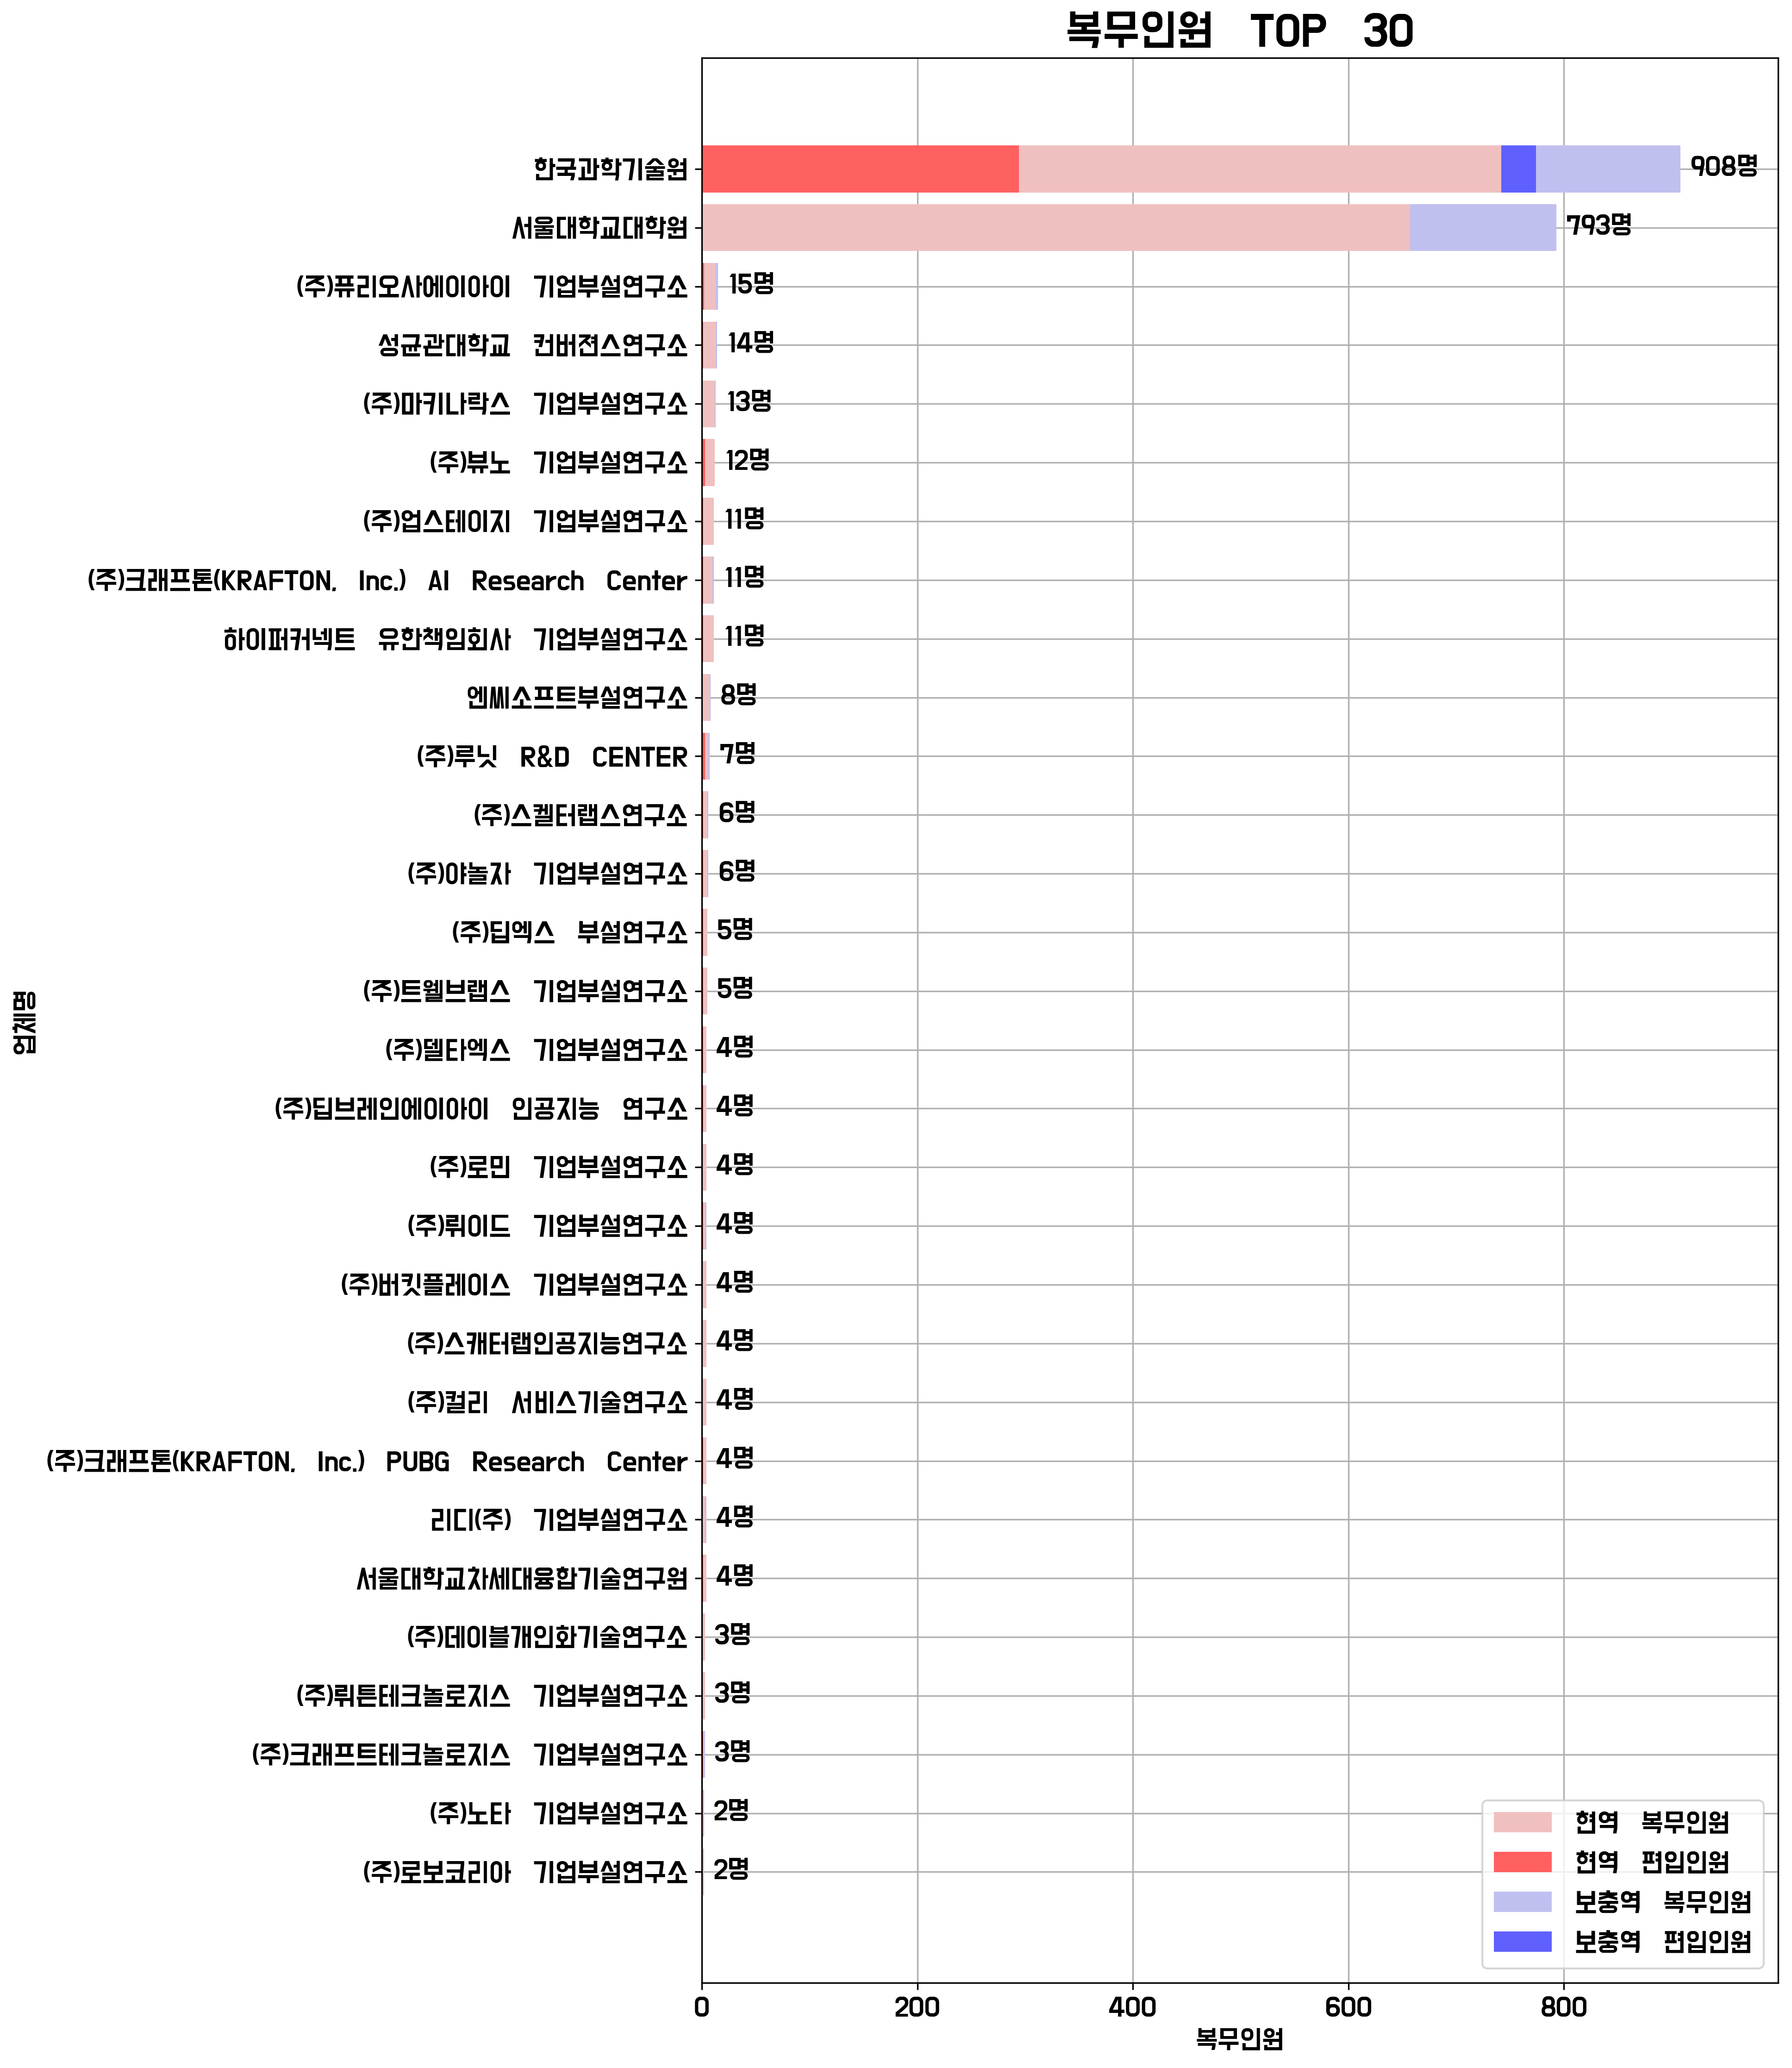 복무인원 TOP 30
한국과학기술원 908명
서울대학교대학원 793명
(주)퓨리오사에이아이 기업부설연구소 15명
성균관대학교 컨버젼스연구소 14명
(주)마키나락스 기업부설연구소 13명
(주)뷰노 기업부설연구소 12명
(주)업스테이지 기업부설연구소 11명
(주)크래프톤(KRAFTON, Inc.) AI Research Center 11명
하이퍼커넥트 유한책임회사 기업부설연구소 11명
엔씨소프트부설연구소 8명
(주)루닛 R&D CENTER 7명
(주)스켈터랩스연구소 6명
(주)야놀자 기업부설연구소 6명
(주)딥엑스 부설연구소 5명
(주)트웰브랩스 기업부설연구소 5명
(주)델타엑스 기업부설연구소 4명
(주)딥브레인에이아이 인공지능 연구소 4명
(주)로민 기업부설연구소 4명
(주)뤼이드 기업부설연구소 4명
(주)버킷플레이스 기업부설연구소 4명
(주)스캐터랩인공지능연구소 4명
(주)컬리 서비스기술연구소 4명
(주)크래프톤(KRAFTON, Inc.) PUBG Research Center 4명
리디(주) 기업부설연구소 4명
서울대학교차세대융합기술연구원 4명
(주)데이블개인화기술연구소 3명
(주)뤼튼테크놀로지스 기업부설연구소 3명
(주)크래프트테크놀로지스 기업부설연구소 3명
(주)노타 기업부설연구소 2명
(주)로보코리아 기업부설연구소 2명
업체명
현역 복무인원
현역 편입인원
보충역 복무인원
보충역 편입인원
0 200 400 600 800
복무인원